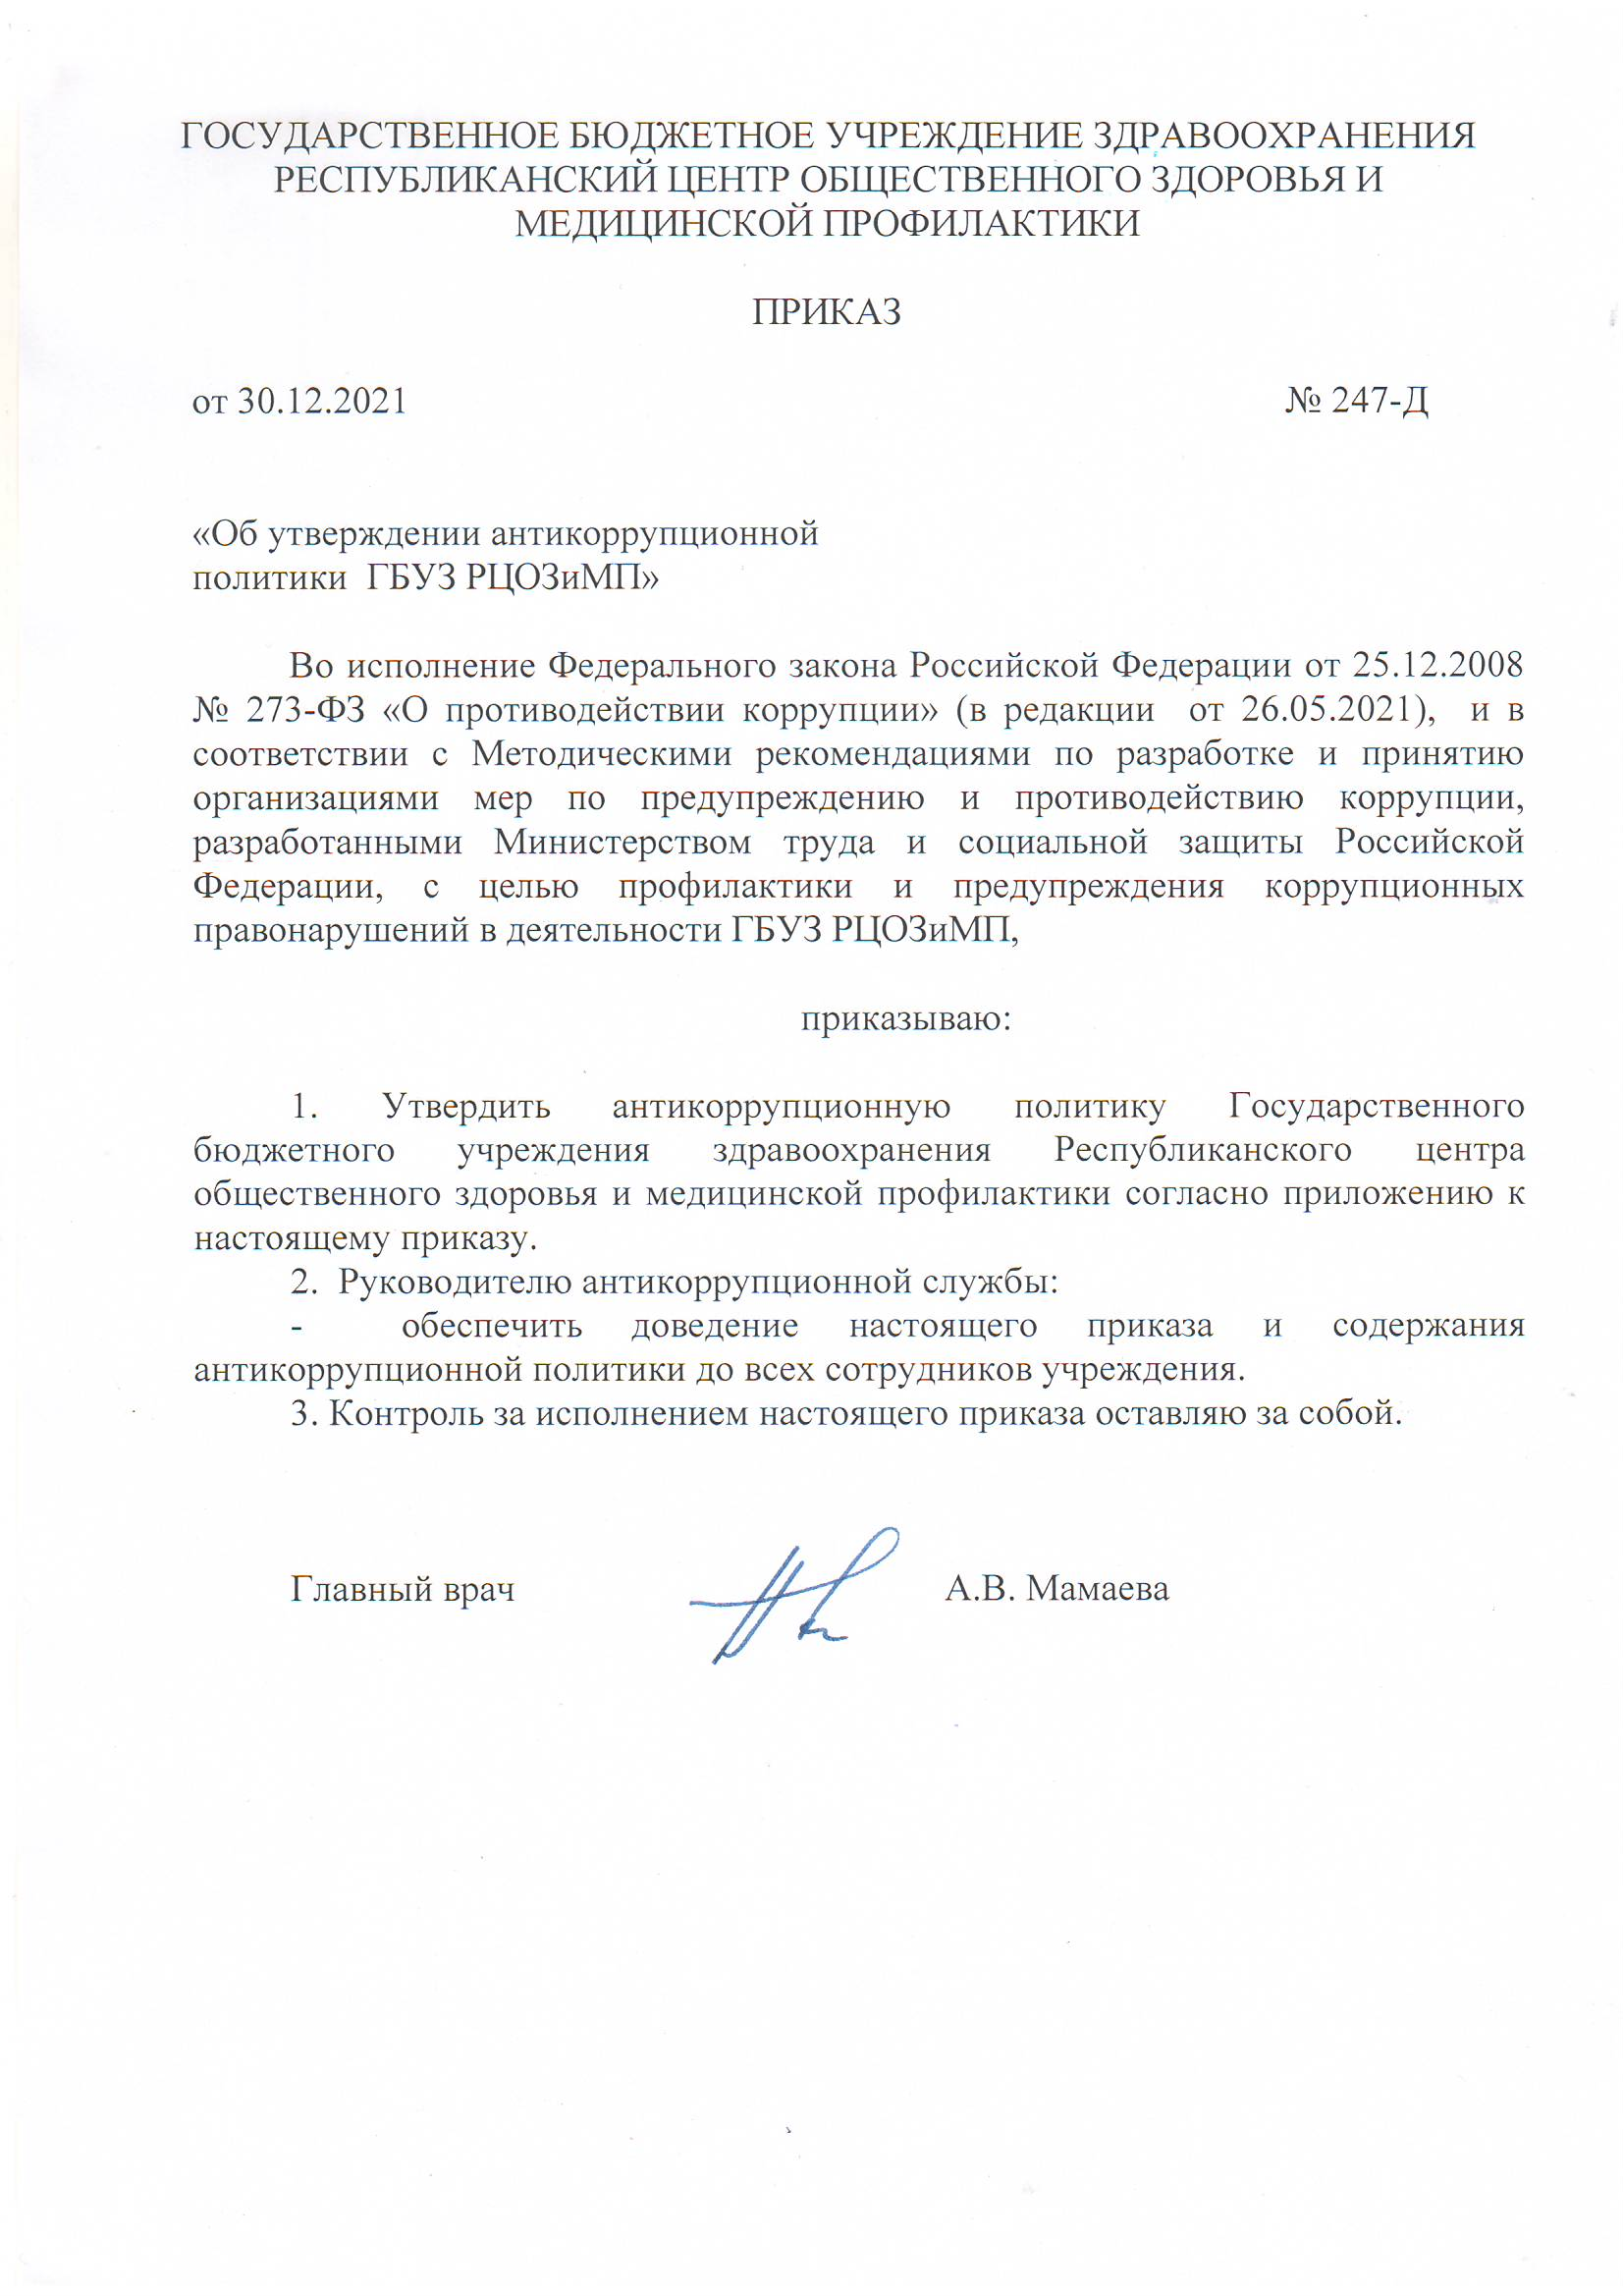 ГОСУДАРСТВЕННОЕ БЮДЖЕТНОЕ УЧРЕЖДЕНИЕ ЗДРАВООХРАНЕНИЯ
РЕСПУБЛИКАНСКИЙ ЦЕНТР ОБЩЕСТВЕННОГО ЗДОРОВЬЯ И
МЕДИЦИНСКОЙ ПРОФИЛАКТИКИ
ПРИКАЗ
от 30.12.2021 № 247-Д
«Об утверждении антикоррупционной
политики ГБУЗ РЦОЗиМП»
Во исполнение Федерального закона Российской Федерации от 25.12.2008
№ 273-ФЗ «О противодействии коррупции» (в редакции от 26.05.2021), и в
соответствии с Методическими рекомендациями по разработке и принятию
организациями мер по предупреждению и противодействию коррупции,
разработанными Министерством труда и социальной защиты Российской
Федерации, с целью профилактики и предупреждения коррупционных
правонарушений в деятельности ГБУЗ РЦОЗиМП,
приказываю:
1. Утвердить антикоррупционную политику Государственного
бюджетного учреждения здравоохранения Республиканского центра
общественного здоровья и медицинской профилактики согласно приложению к
настоящему приказу.
2. Руководителю антикоррупционной службы:
- обеспечить доведение настоящего приказа и содержания
антикоррупционной политики до всех сотрудников учреждения.
3. Контроль за исполнением настоящего приказа оставляю за собой.
Главный врач А.В. Мамаева